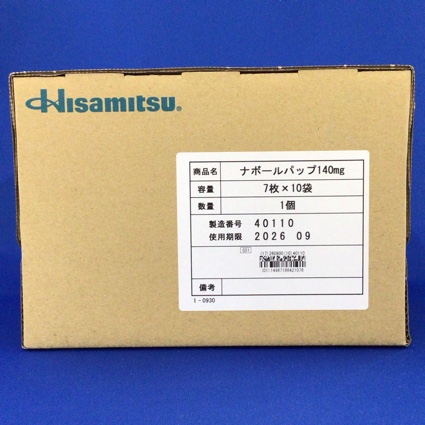 Hisamitsu®
商品名 ナボールパップ140mg
容量 7枚×10袋
数量 1個
製造番号 40110
使用期限 2026 09
備考
I-0930